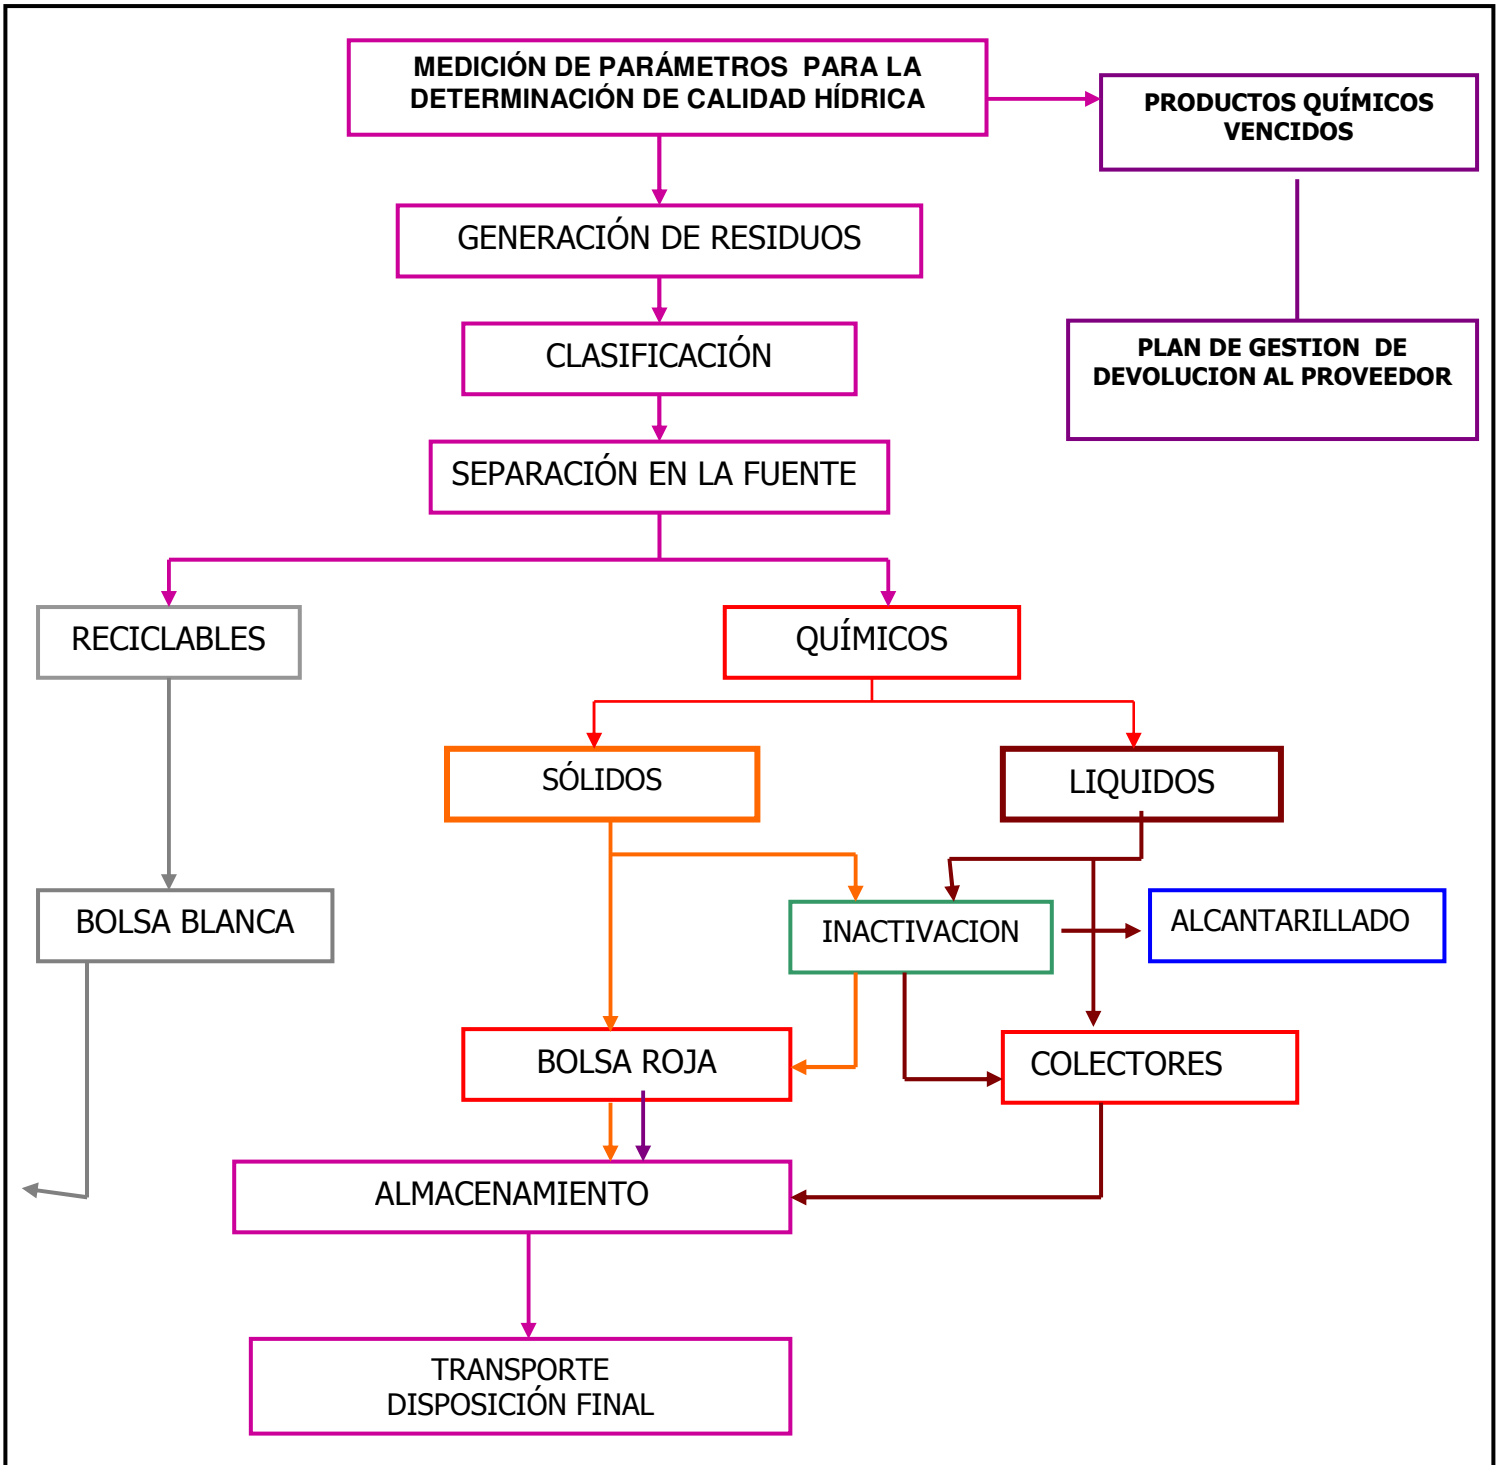 MEDICIÓN DE PARÁMETROS PARA LA
DETERMINACIÓN DE CALIDAD HÍDRICA
PRODUCTOS QUÍMICOS
VENCIDOS
GENERACIÓN DE RESIDUOS
CLASIFICACIÓN
PLAN DE GESTION DE
DEVOLUCION AL PROVEEDOR
SEPARACIÓN EN LA FUENTE
RECICLABLES
QUÍMICOS
SÓLIDOS
LIQUIDOS
BOLSA BLANCA
INACTIVACION
ALCANTARILLADO
BOLSA ROJA
COLECTORES
ALMACENAMIENTO
TRANSPORTE
DISPOSICIÓN FINAL